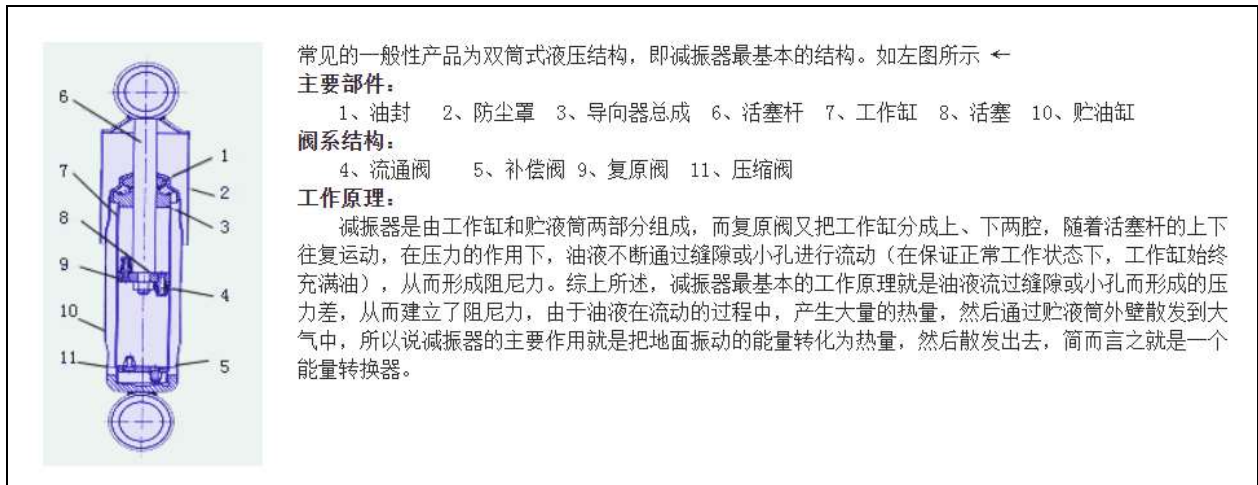 常见的一般性产品为双筒式液压结构，即减振器最基本的结构。如左图所示 ←
主要部件：
1、油封 2、防尘罩 3、导向器总成 6、活塞杆 7、工作缸 8、活塞 10、贮油缸
阀系结构：
4、流通阀 5、补偿阀 9、复原阀 11、压缩阀
工作原理：
减振器是由工作缸和贮液筒两部分组成，而复原阀又把工作缸分成上、下两腔，随着活塞杆的上下
往复运动，在压力的作用下，油液不断通过缝隙或小孔进行流动（在保证正常工作状态下，工作缸始终
充满油），从而形成阻尼力。综上所述，减振器最基本的工作原理就是油液流过缝隙或小孔而形成的压
力差，从而建立了阻尼力，由于油液在流动的过程中，产生大量的热量，然后通过贮液筒外壁散发到大
气中，所以说减振器的主要作用就是把地面振动的能量转化为热量，然后散发出去，简而言之就是一个
能量转换器。
6
1
7
2
8
3
9
4
10
11
5